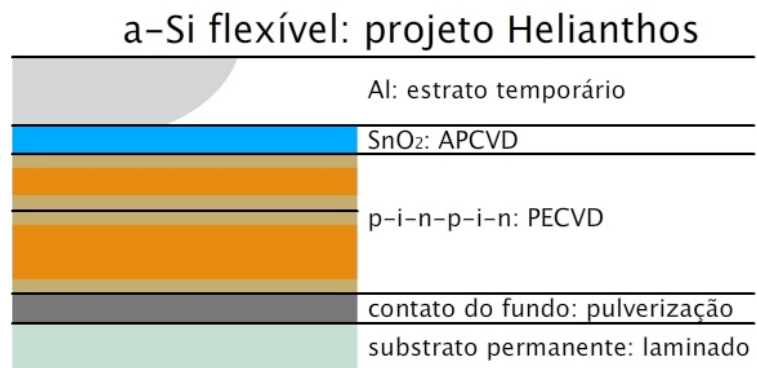 a-Si flexível: projeto Helianthos
Al: estrato temporário
SnO₂: APCVD
p-i-n-p-i-n: PECVD
contato do fundo: pulverização
substrato permanente: laminado